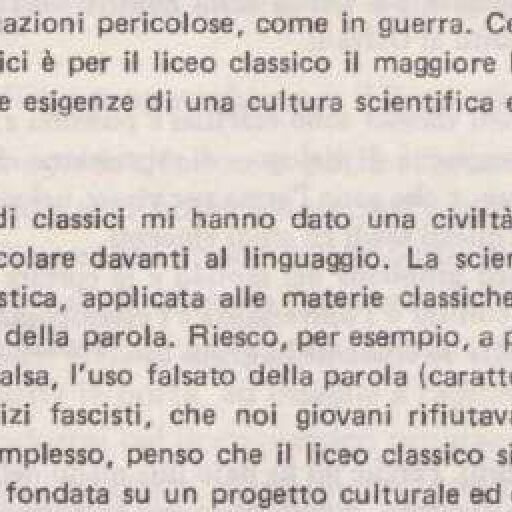 azioni pericolose, come in guerra. Ce
ici è per il liceo classico il maggiore
e esigenze di una cultura scientifica e
di classici mi hanno dato una civiltà
colare davanti al linguaggio. La scien
stica, applicata alle materie classiche
della parola. Riesco, per esempio, a p
alsa, l'uso falsato della parola (caratte
izi fascisti, che noi giovani rifiutava
mplesso, penso che il liceo classico si
fondata su un progetto culturale ed